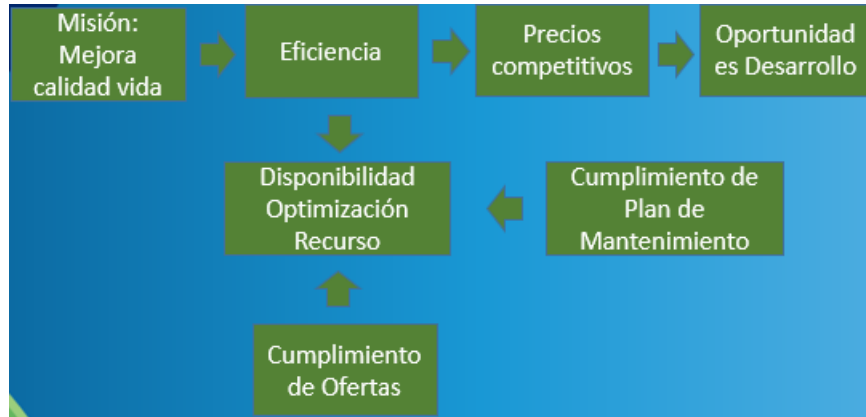 Misión:
Mejora
calidad vida
Eficiencia
Precios
competitivos
Oportunidad
es Desarrollo
Disponibilidad
Optimización
Recurso
Cumplimiento de
Plan de
Mantenimiento
Cumplimiento
de Ofertas